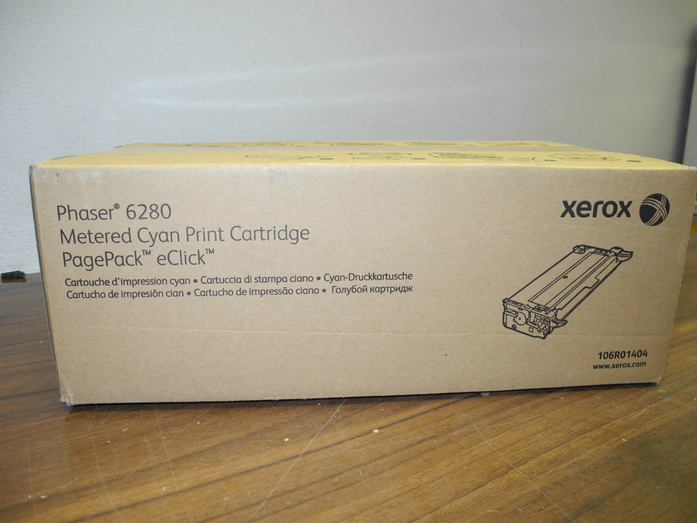 Phaser® 6280
Metered Cyan Print Cartridge
PagePack™ eClick™
Cartouche d'impression cyan • Cartuccia di stampa ciano • Cyan-Druckkartusche
Cartucho de impresión cian • Cartucho de impressão ciano • Голубой картридж
xerox
106R01404
www.xerox.com